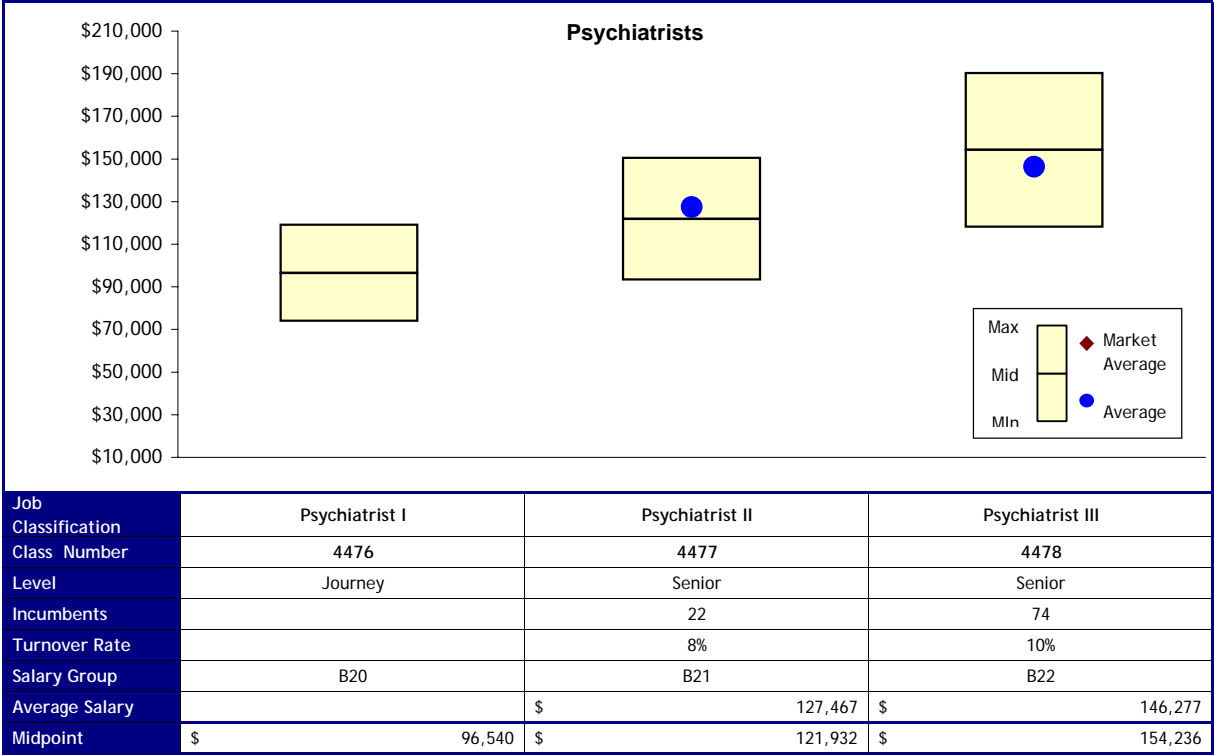 Psychiatrists
$210,000
$190,000
$170,000
$150,000
$130,000
$110,000
$90,000
$70,000
$50,000
$30,000
$10,000
Max
Mid
MIn
Market
Average
Average
Job
Classification Psychiatrist I Psychiatrist II Psychiatrist III
Class Number 4476 4477 4478
Level Journey Senior Senior
Incumbents 22 74
Turnover Rate 8% 10%
Salary Group B20 B21 B22
Average Salary $ 127,467 $ 146,277
Midpoint $ 96,540 $ 121,932 $ 154,236